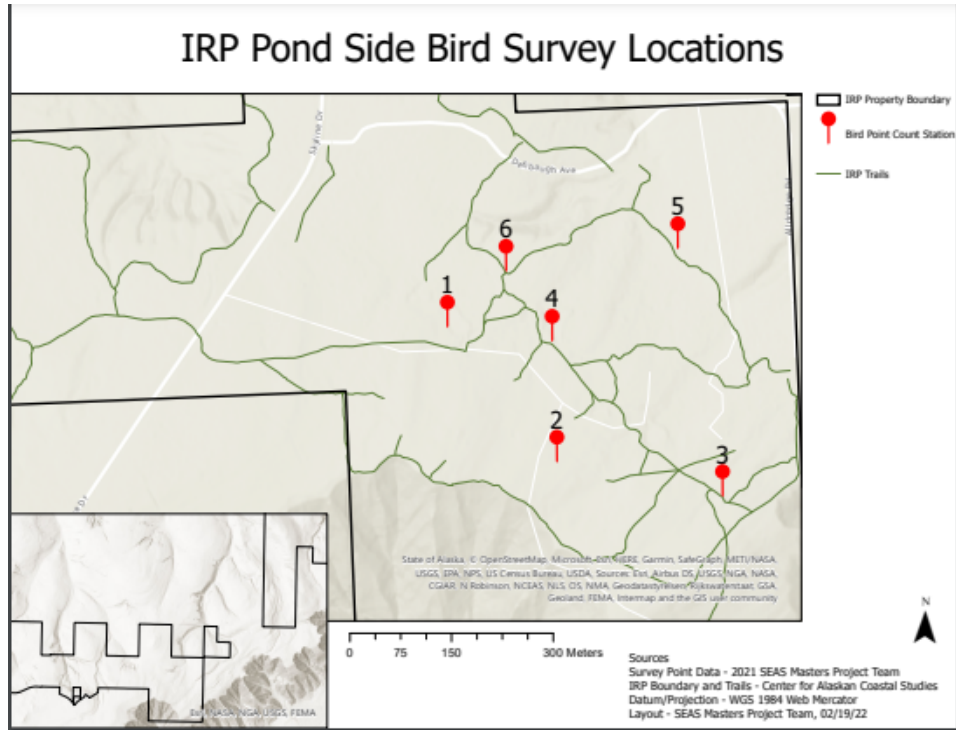 IRP Pond Side Bird Survey Locations
IRP Property Boundary
Bird Point Count Station
IRP Trails
Skyline Dr
5
6
1
4
2
3
State of Alaska, © OpenStreetMap, Microsoft, Esri, HERE, Garmin, SafeGraph, METI/NASA,
USGS, EPA, NPS, US Census Bureau, USDA, Sources: Esri, Airbus DS, USGS, NGA, NASA,
CGIAR, N Robinson, NCEAS, NLS, OS, NMA, Geodatastyrelsen, Rijkswaterstaat, GSA,
Geoland, FEMA, Intermap and the GIS user community
Esri, NASA, NGA, USGS, FEMA
0 75 150 300 Meters
N
Sources
Survey Point Data - 2021 SEAS Masters Project Team
IRP Boundary and Trails - Center for Alaskan Coastal Studies
Datum/Projection - WGS 1984 Web Mercator
Layout - SEAS Masters Project Team, 02/19/22